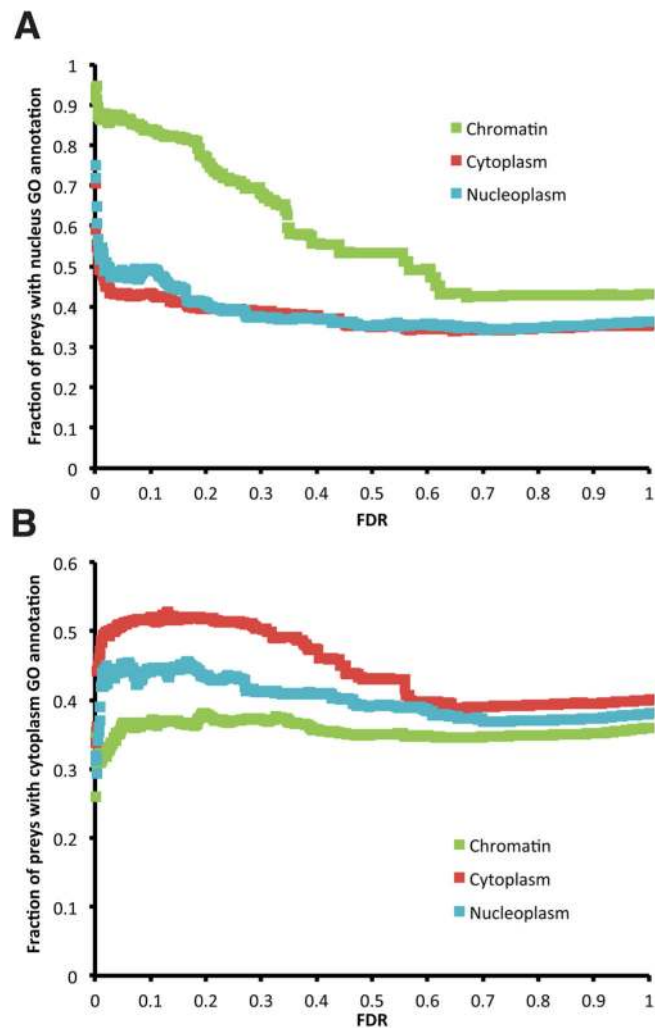 A
Fraction of preys with nucleus GO annotation
1
0.9
0.8
0.7
0.6
0.5
0.4
0.3
0.2
0.1
0
Chromatin
Cytoplasm
Nucleoplasm
0 0.1 0.2 0.3 0.4 0.5 0.6 0.7 0.8 0.9 1
FDR
B
Fraction of preys with cytoplasm GO annotation
0.6
0.5
0.4
0.3
0.2
0.1
0
Chromatin
Cytoplasm
Nucleoplasm
0 0.1 0.2 0.3 0.4 0.5 0.6 0.7 0.8 0.9 1
FDR